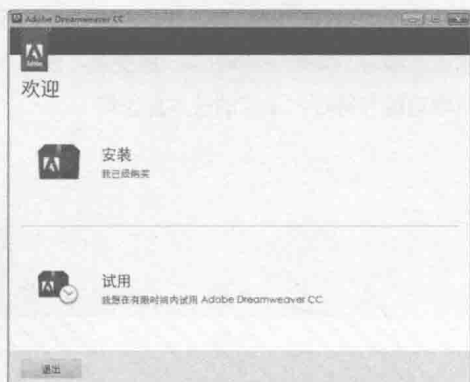 Adobe Dreamweaver CC
Adobe
欢迎
安装
我已经购买
试用
我想在有限时间内试用 Adobe Dreamweaver CC
退出